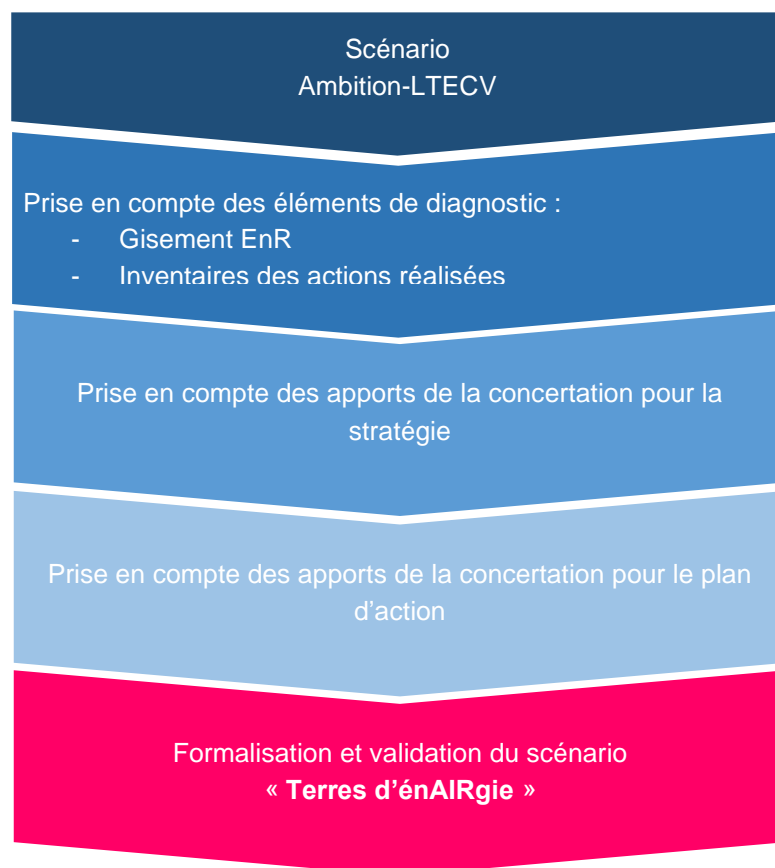 Scénario
Ambition-LTECV
Prise en compte des éléments de diagnostic :
- Gisement EnR
- Inventaires des actions réalisées
Prise en compte des apports de la concertation pour la
stratégie
Prise en compte des apports de la concertation pour le plan
d'action
Formalisation et validation du scénario
« Terres d'énAIRgie »